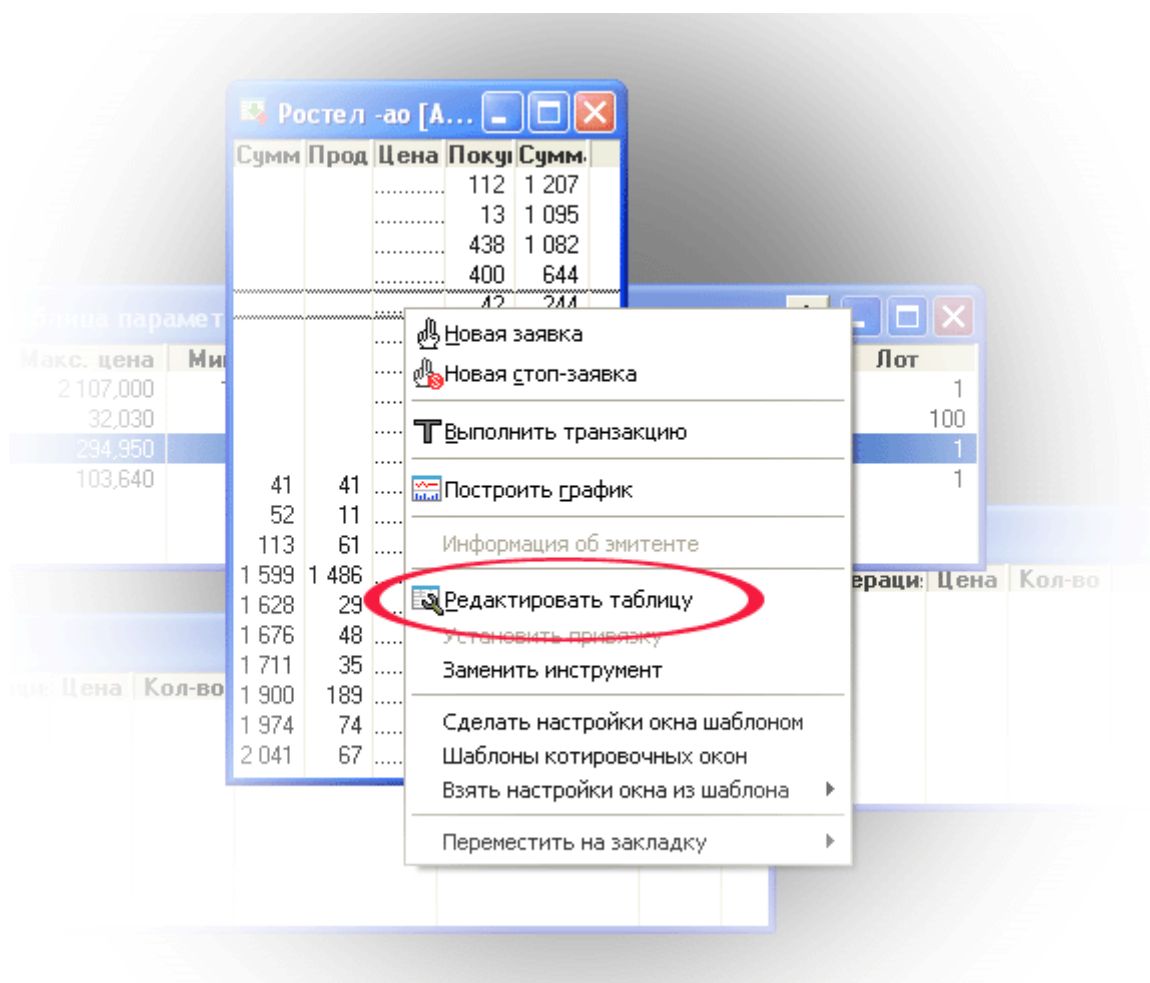 Ростел -ао [А...
Сумм Прод Цена Покуі Сумм.
............ 112 1 207
............ 13 1 095
............ 438 1 082
............ 400 644
42 244
параметр
Макс. цена Ми Лот
2 107,000 1
32,030 100
294,950 1
103,640 1
Новая заявка
Новая стоп-заявка
Выполнить транзакцию
Построить график
Информация об эмитенте
Редактировать таблицу
Установить привязку
Заменить инструмент
Сделать настройки окна шаблоном
Шаблоны котировочных окон
Взять настройки окна из шаблона
Переместить на закладку
41 41
52 11
113 61
1 599 1 486
1 628 29
1 676 48
1 711 35
1 900 189
1 974 74
2 041 67
ераци: Цена Кол-во
Цена Кол-во